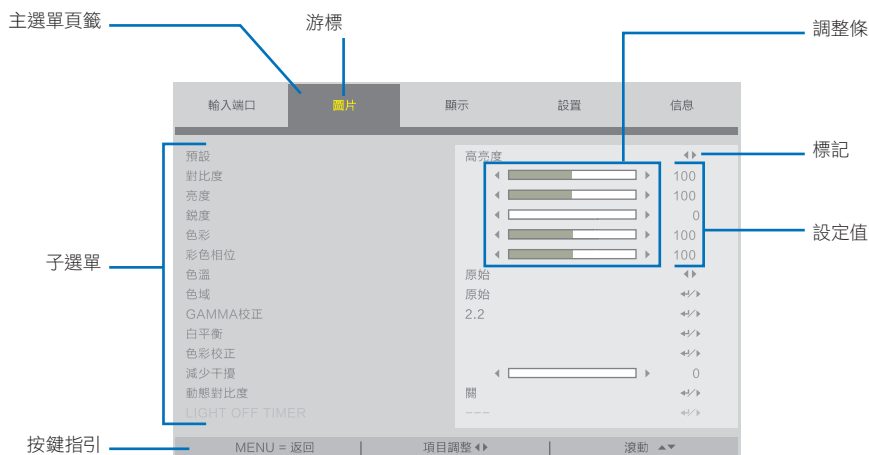 主選單頁籤
游標
調整條
輸入端口 圖片 顯示 設置 信息
標記
預設 高亮度
對比度 100
亮度 100
銳度 0
設定值
色彩 100
彩色相位 100
子選單
色溫 原始
色域 原始
GAMMA校正 2.2
白平衡
色彩校正
減少干擾 0
動態對比度 關
LIGHT OFF TIMER ---
按鍵指引
MENU = 返回 項目調整 滾動